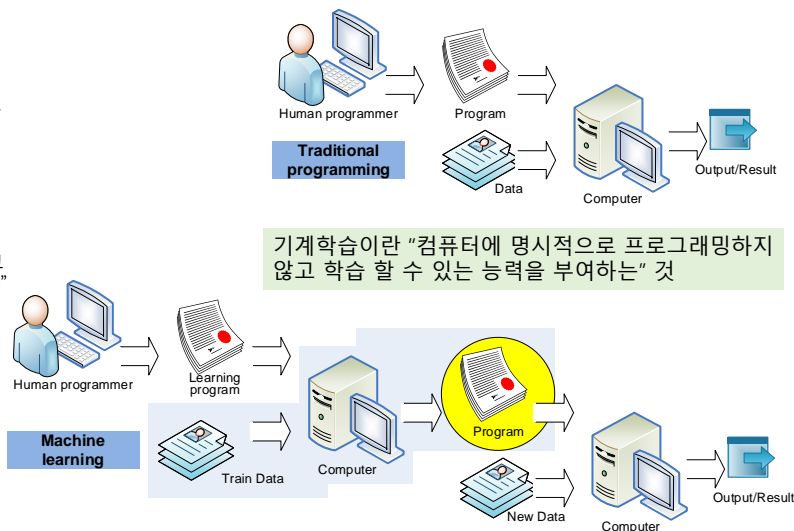 Human programmer
Program
Traditional
programming
Data
Computer
Output/Result
기계학습이란 "컴퓨터에 명시적으로 프로그래밍하지
않고 학습 할 수 있는 능력을 부여하는" 것
Human programmer
Learning
program
Program
Machine
learning
Train Data
Computer
New Data
Computer
Output/Result